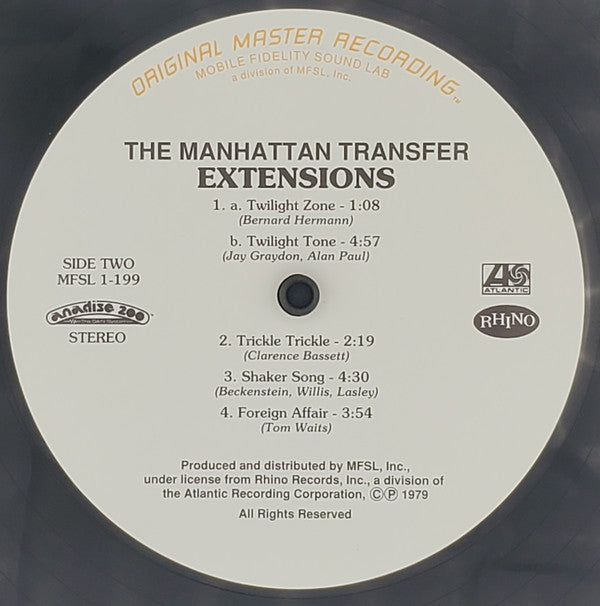 ORIGINAL MASTER RECORDING™
MOBILE FIDELITY SOUND LAB
a division of MFSL, Inc.
THE MANHATTAN TRANSFER
EXTENSIONS
1. a. Twilight Zone - 1:08
(Bernard Hermann)
b. Twilight Tone - 4:57
(Jay Graydon, Alan Paul)
SIDE TWO
MFSL 1-199
anadisq 200
STEREO
ATLANTIC
RHINO
2. Trickle Trickle - 2:19
(Clarence Bassett)
3. Shaker Song - 4:30
(Beckenstein, Willis, Lasley)
4. Foreign Affair - 3:54
(Tom Waits)
Produced and distributed by MFSL, Inc.,
under license from Rhino Records, Inc., a division of
the Atlantic Recording Corporation, ©℗ 1979
All Rights Reserved